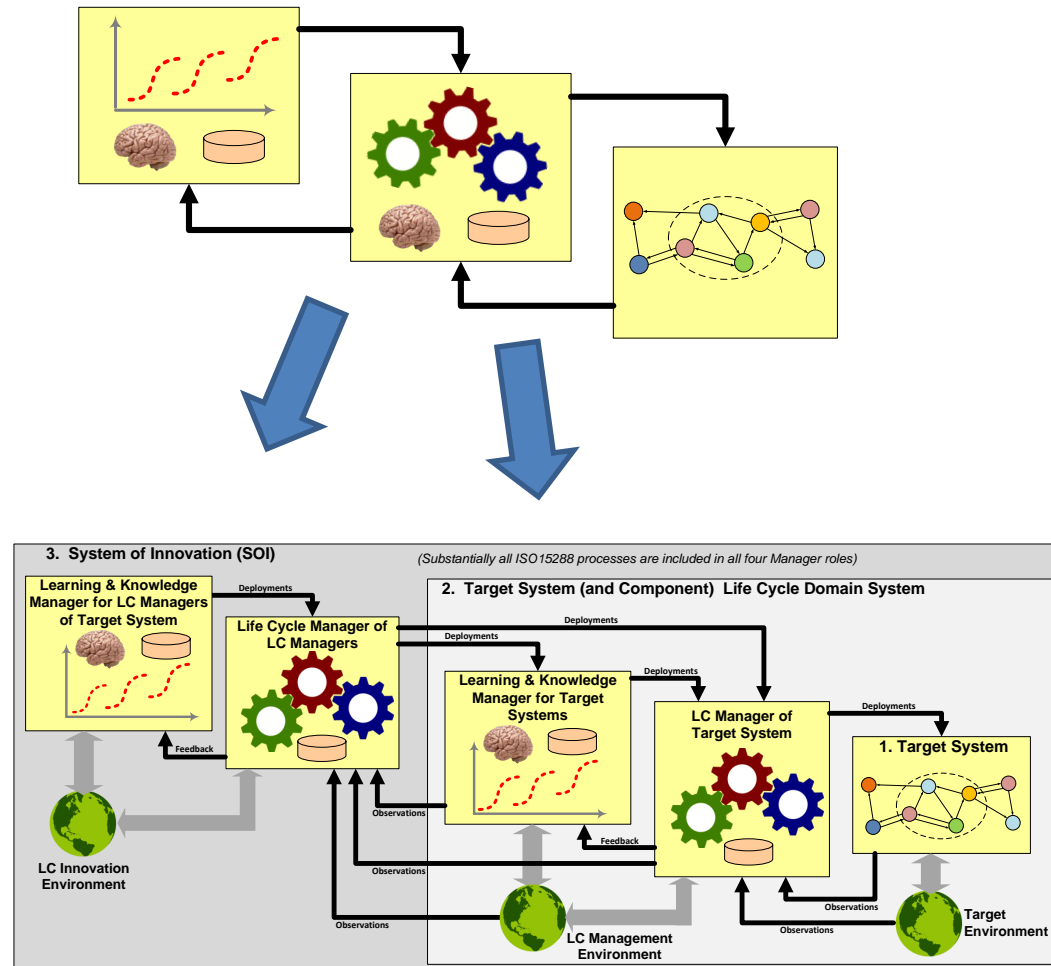 3.  System of Innovation (SOI)
(Substantially all ISO15288 processes are included in all four Manager roles)
Learning & Knowledge
Manager for LC Managers
of Target System
Deployments
2.  Target System (and Component)  Life Cycle Domain System
Life Cycle Manager of
LC Managers
Deployments
Deployments
Learning & Knowledge
Manager for Target
Systems
Deployments
LC Manager of
Target System
Deployments
1. Target System
Feedback
Observations
Feedback
Observations
LC Innovation
Environment
Observations
Observations
LC Management
Environment
Target
Environment